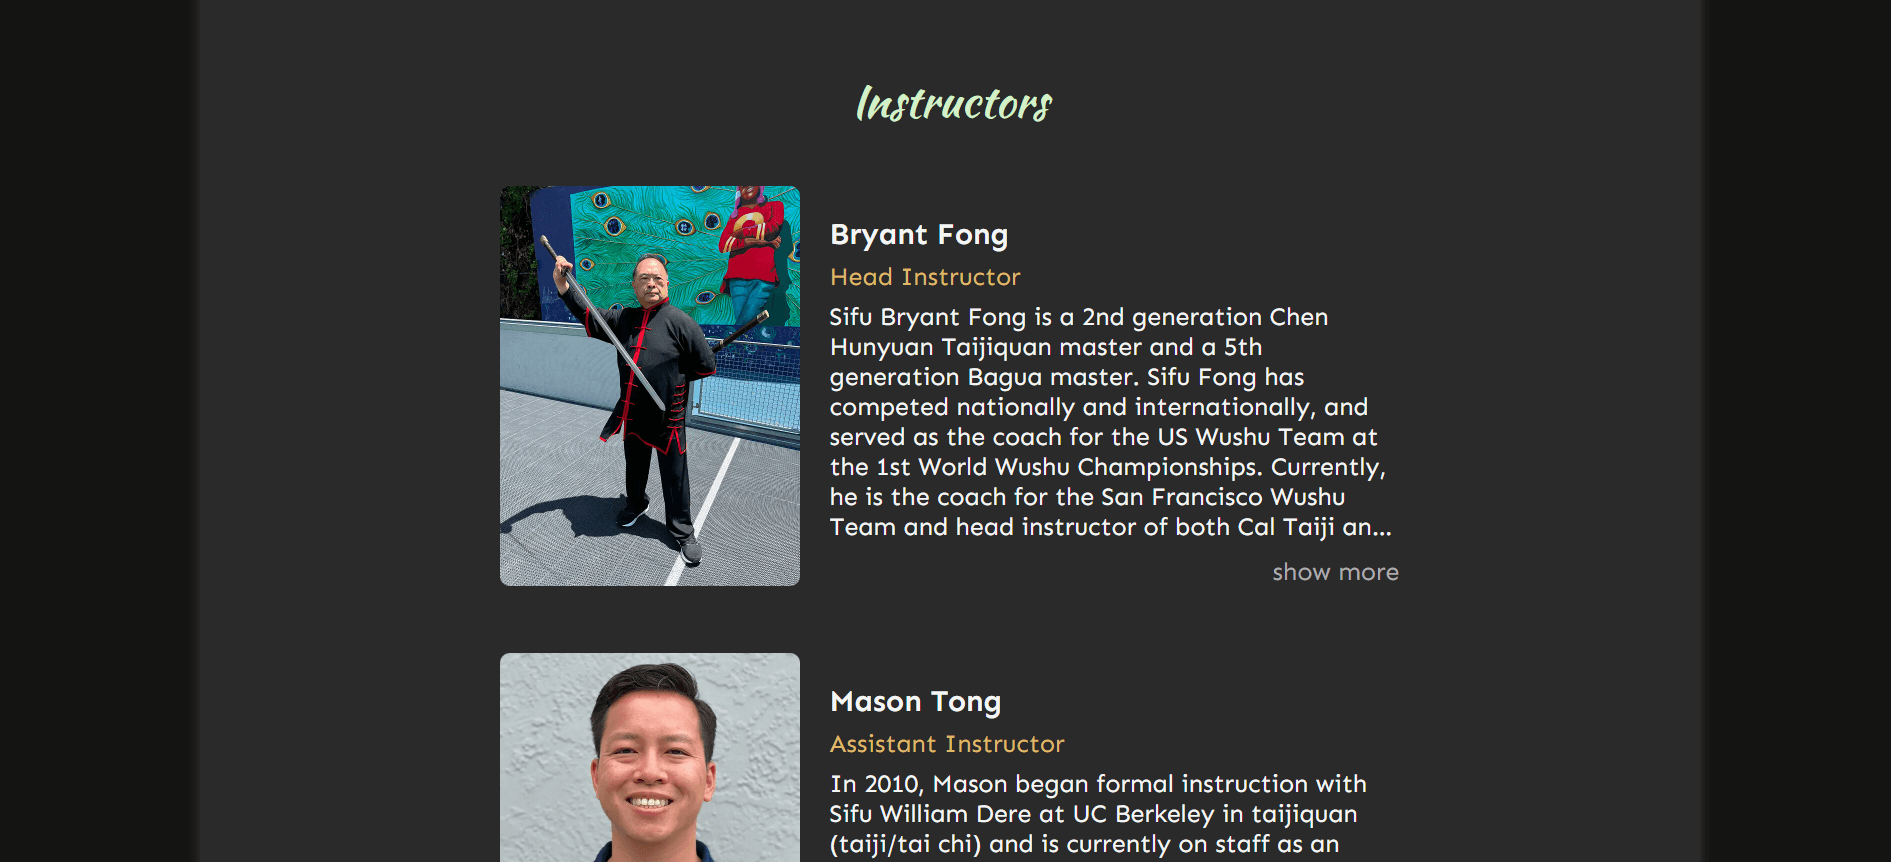 Instructors
Bryant Fong
Head Instructor
Sifu Bryant Fong is a 2nd generation Chen
Hunyuan Taijiquan master and a 5th
generation Bagua master. Sifu Fong has
competed nationally and internationally, and
served as the coach for the US Wushu Team at
the 1st World Wushu Championships. Currently,
he is the coach for the San Francisco Wushu
Team and head instructor of both Cal Taiji an...
show more
Mason Tong
Assistant Instructor
In 2010, Mason began formal instruction with
Sifu William Dere at UC Berkeley in taijiquan
(taiji/tai chi) and is currently on staff as an